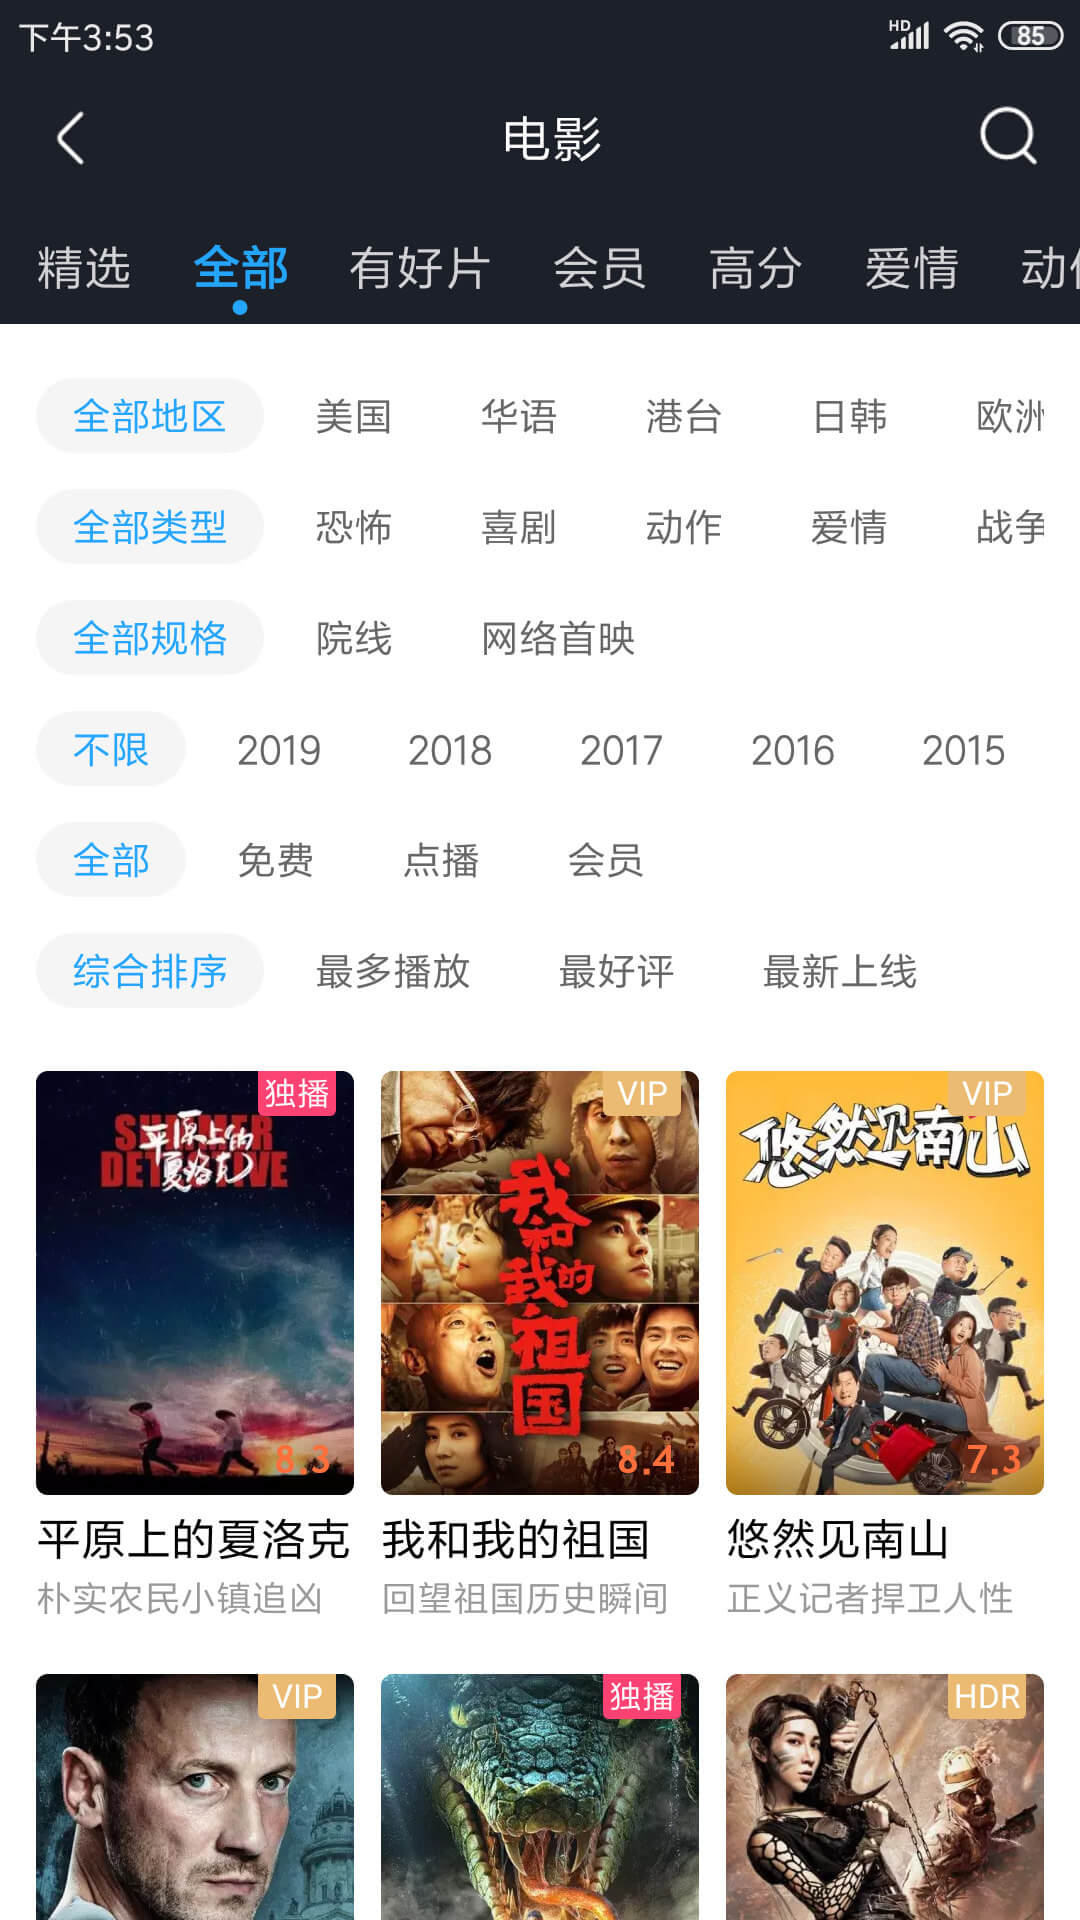 下午3:53
HD
85
电影
精选 全部 有好片 会员 高分 爱情
全部地区 美国 华语 港台 日韩 欧洲
全部类型 恐怖 喜剧 动作 爱情 战争
全部规格 院线 网络首映
不限 2019 2018 2017 2016 2015
全部 免费 点播 会员
综合排序 最多播放 最好评 最新上线
独播 VIP VIP
平原上的
夏洛克
我和我的祖国
悠然见南山
8.3 8.4 7.3
平原上的夏洛克 我和我的祖国 悠然见南山
朴实农民小镇追凶 回望祖国历史瞬间 正义记者捍卫人性
VIP 独播 HDR